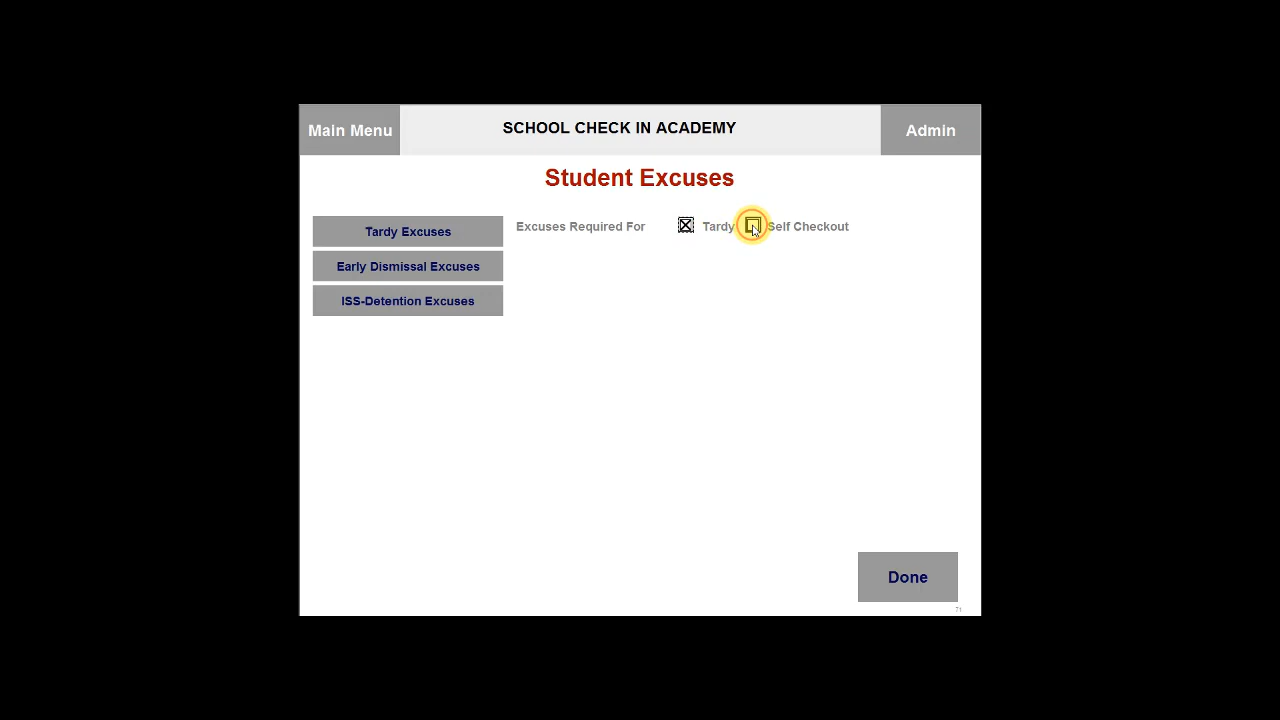 Main Menu
SCHOOL CHECK IN ACADEMY
Admin
Student Excuses
Tardy Excuses
Excuses Required For
Tardy
Self Checkout
Early Dismissal Excuses
ISS-Detention Excuses
Done
71